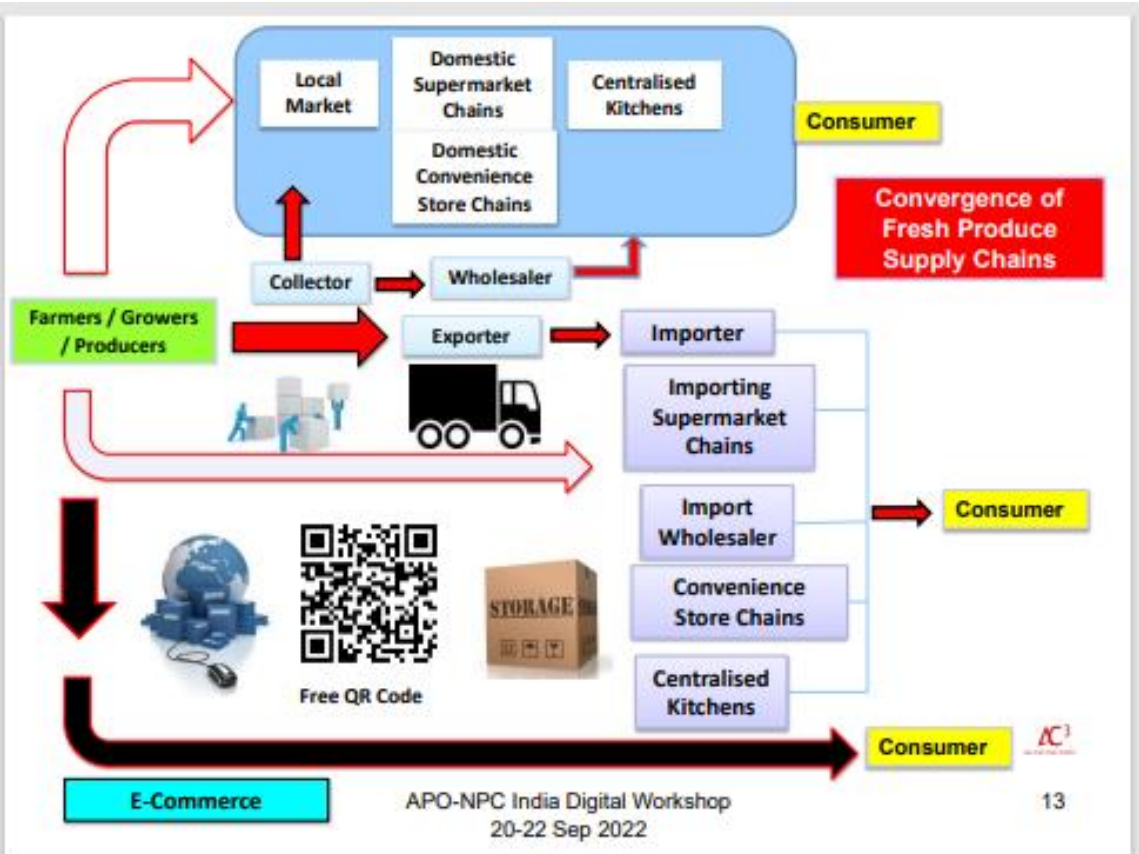 Local
Market
Domestic
Supermarket
Chains
Centralised
Kitchens
Domestic
Convenience
Store Chains
Consumer
Convergence of
Fresh Produce
Supply Chains
Collector
Wholesaler
Farmers / Growers
/ Producers
Exporter
Importer
Importing
Supermarket
Chains
Import
Wholesaler
Consumer
Convenience
Store Chains
STORAGE
Centralised
Kitchens
Free QR Code
Consumer
AC³
E-Commerce
APO-NPC India Digital Workshop
20-22 Sep 2022
13